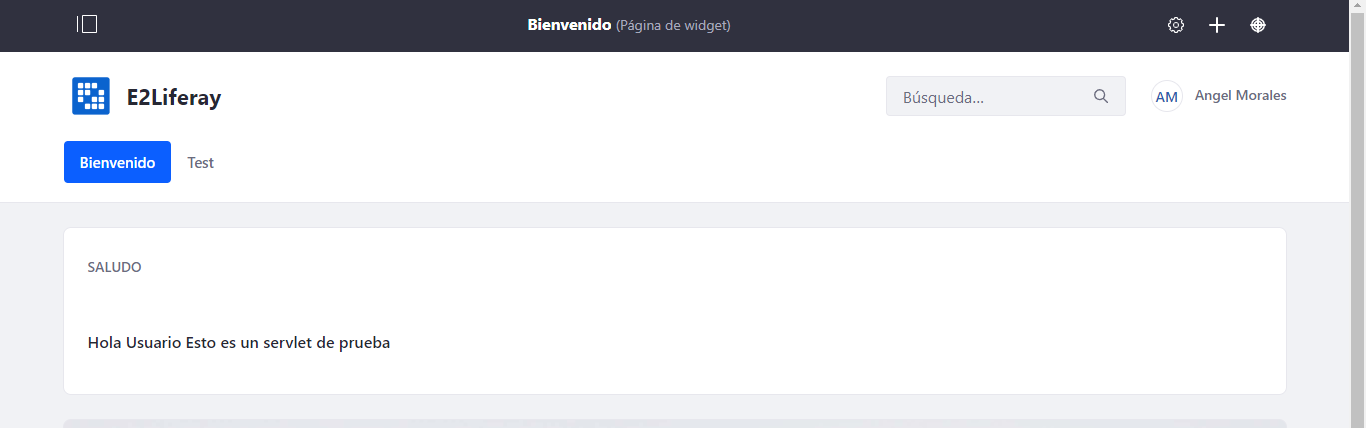 Bienvenido (Página de widget)
E2Liferay
Búsqueda...
AM Angel Morales
Bienvenido Test
SALUDO
Hola Usuario Esto es un servlet de prueba